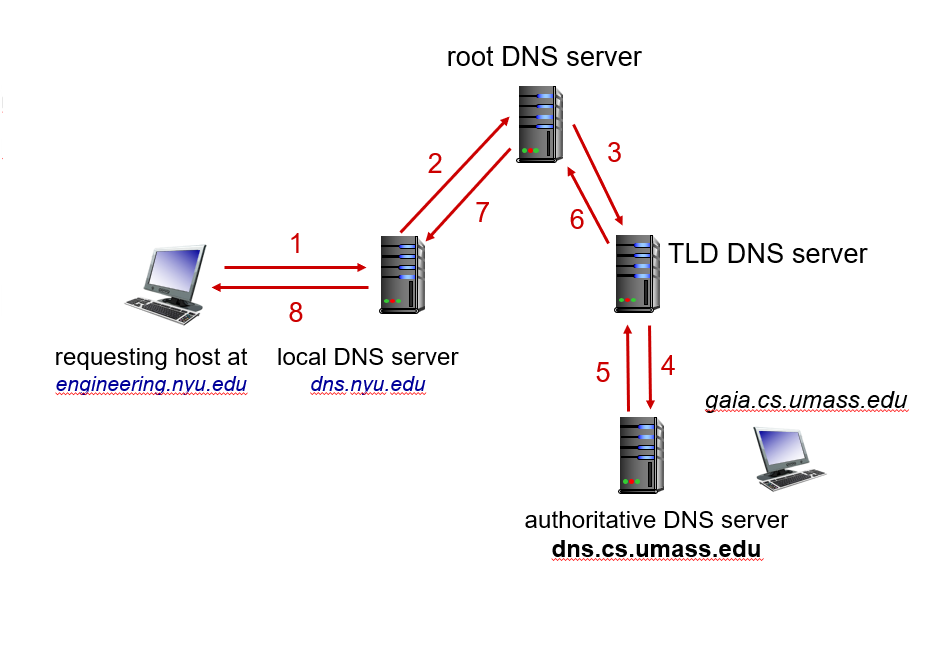 root DNS server
2
3
7
6
1
TLD DNS server
8
requesting host at
engineering.nyu.edu
local DNS server
dns.nyu.edu
5
4
gaia.cs.umass.edu
authoritative DNS server
dns.cs.umass.edu